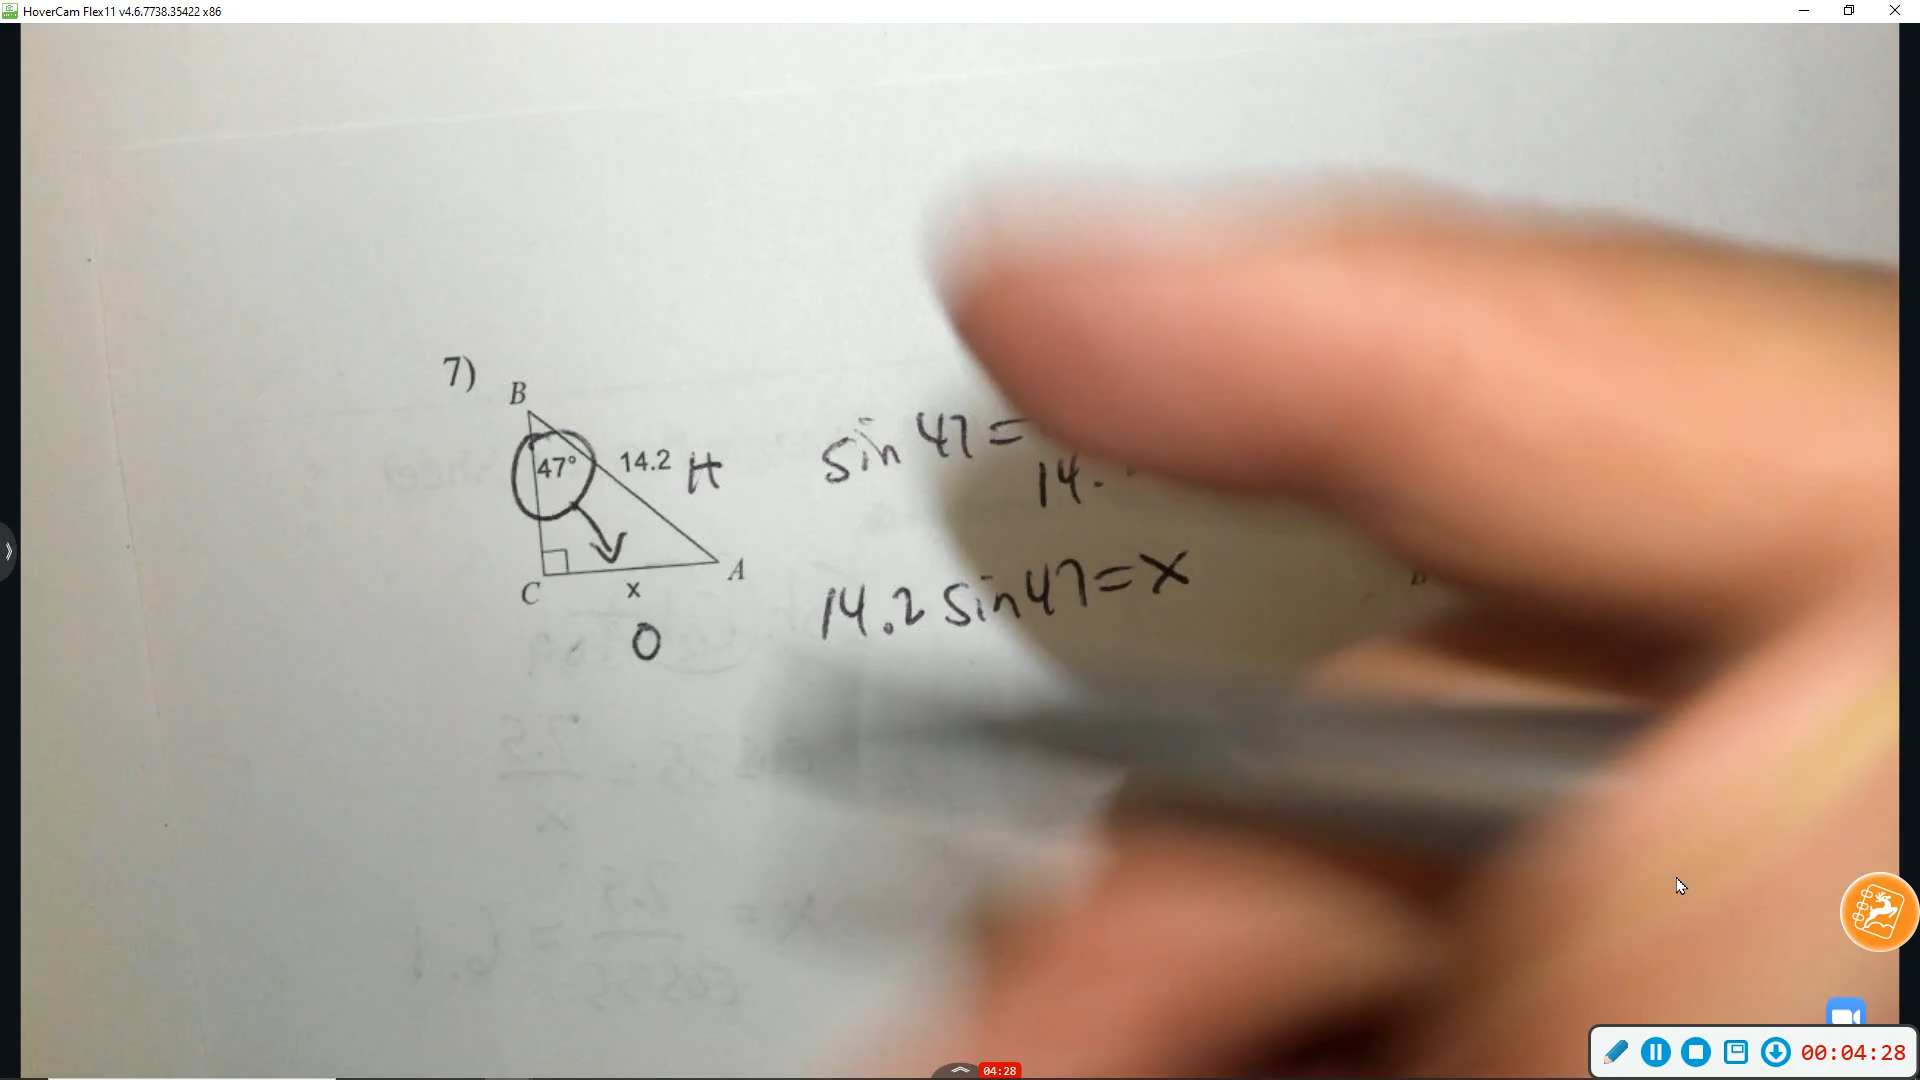 HoverCam Flex11 v4.6.7738.35422 x86
7)
B
47°
14.2 H
sin 47 =
14.
C
x
A
O
14.2 sin 47 = x
04:28
00:04:28